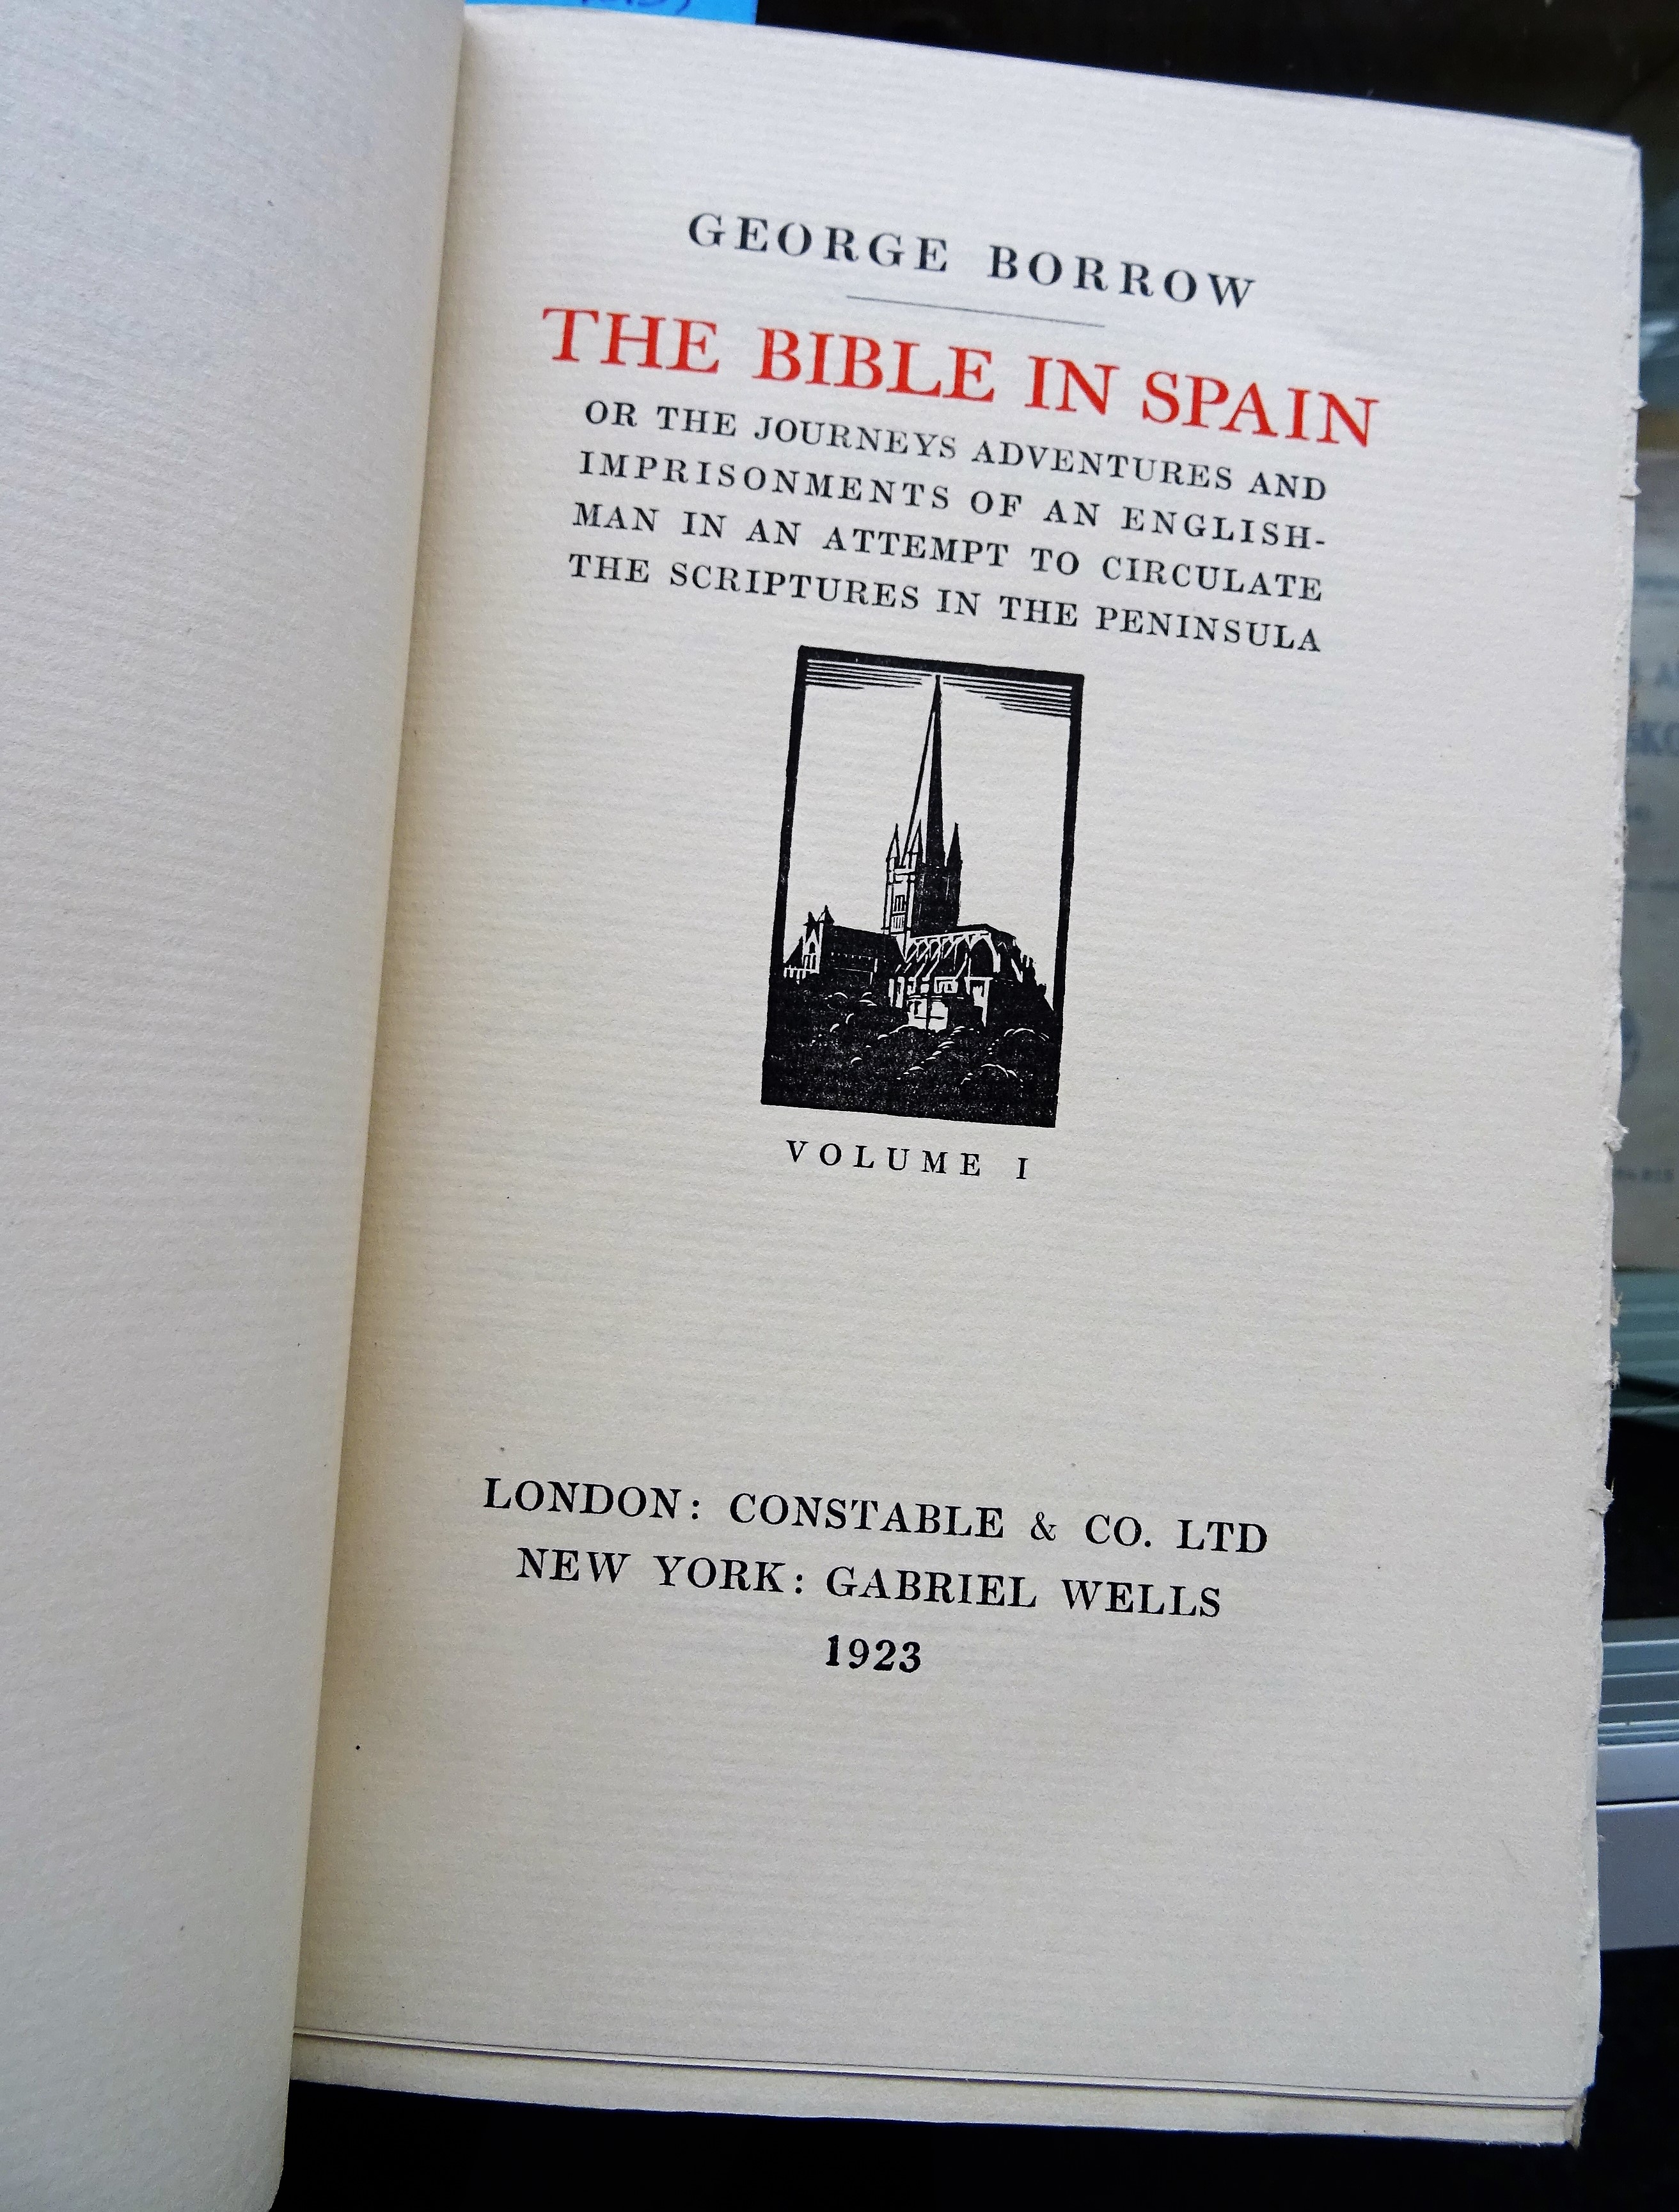 GEORGE BORROW
THE BIBLE IN SPAIN
OR THE JOURNEYS ADVENTURES AND
IMPRISONMENTS OF AN ENGLISH-
MAN IN AN ATTEMPT TO CIRCULATE
THE SCRIPTURES IN THE PENINSULA
VOLUME I
LONDON: CONSTABLE & CO. LTD
NEW YORK: GABRIEL WELLS
1923